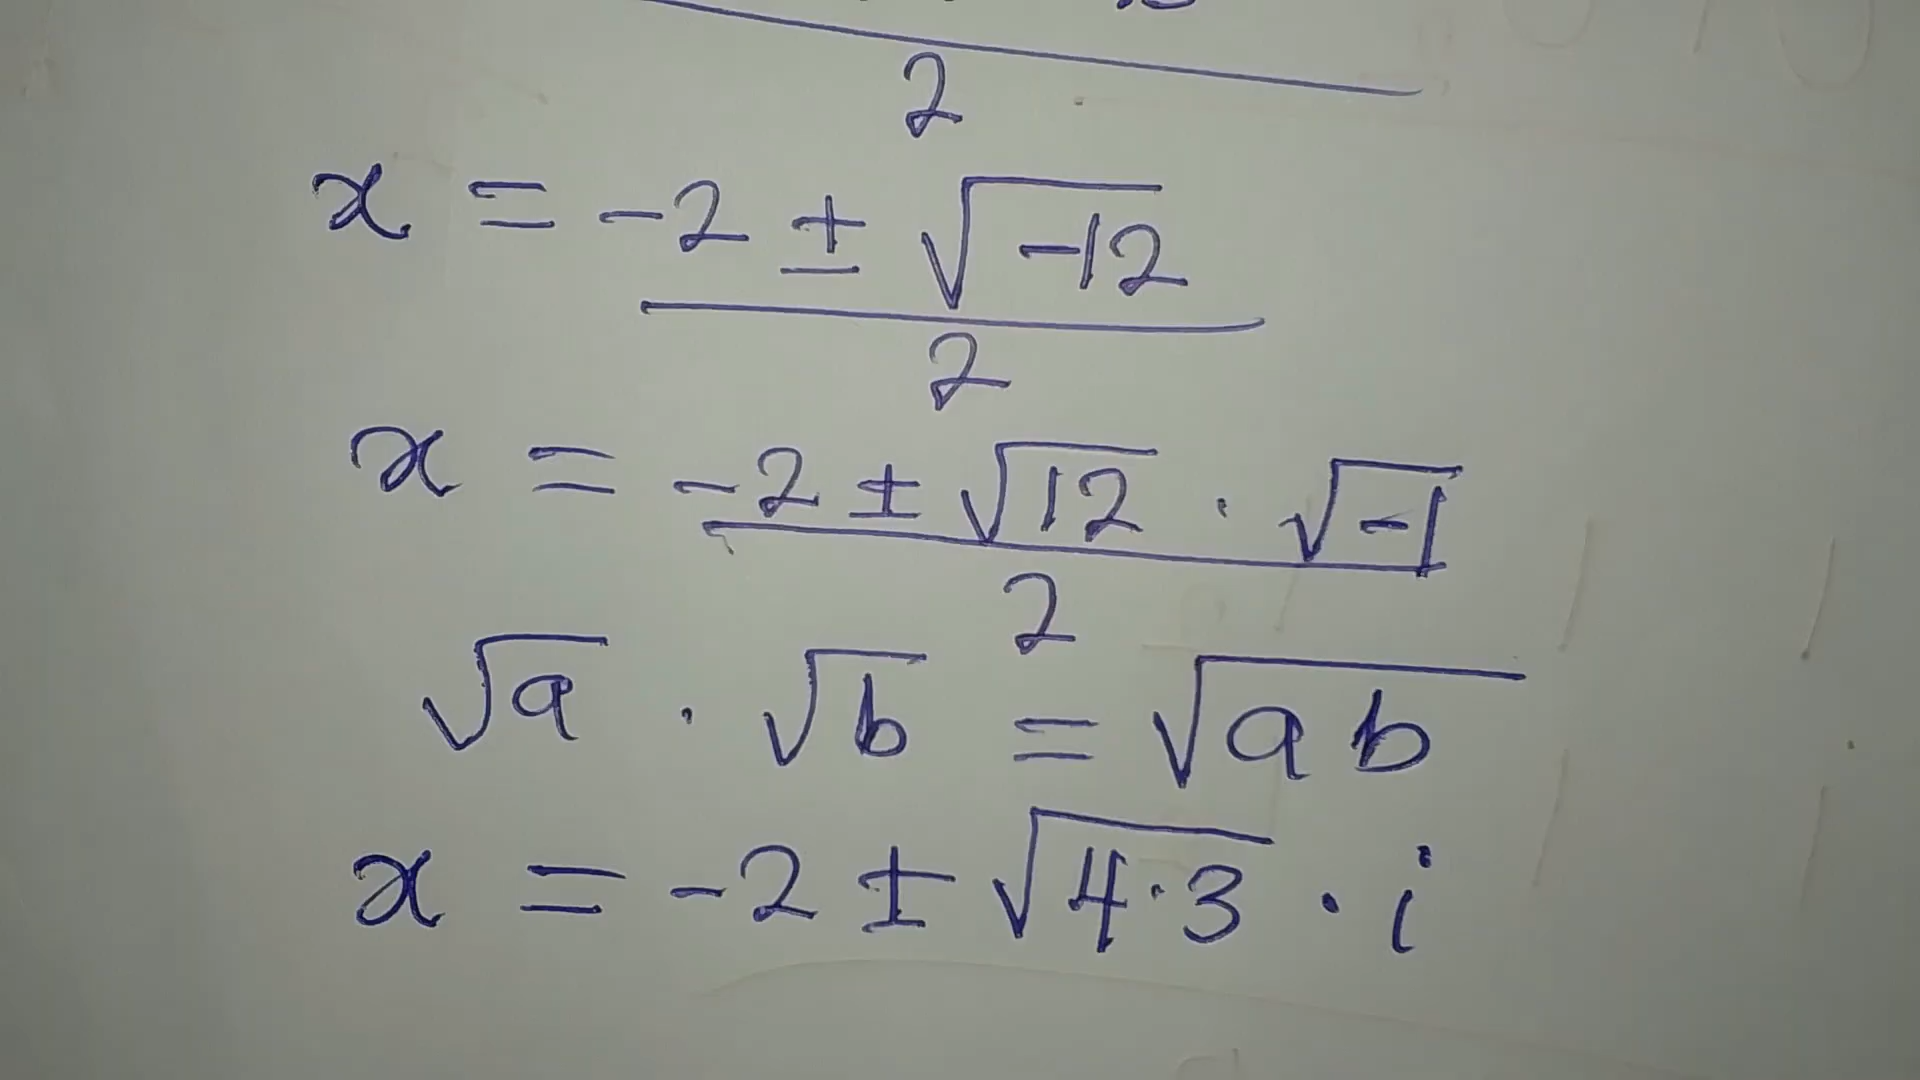 2
x = -2 ± √-12
2
x = -2 ± √12 · √-1
2
√a · √b = √ab
x = -2 ± √4·3 · i